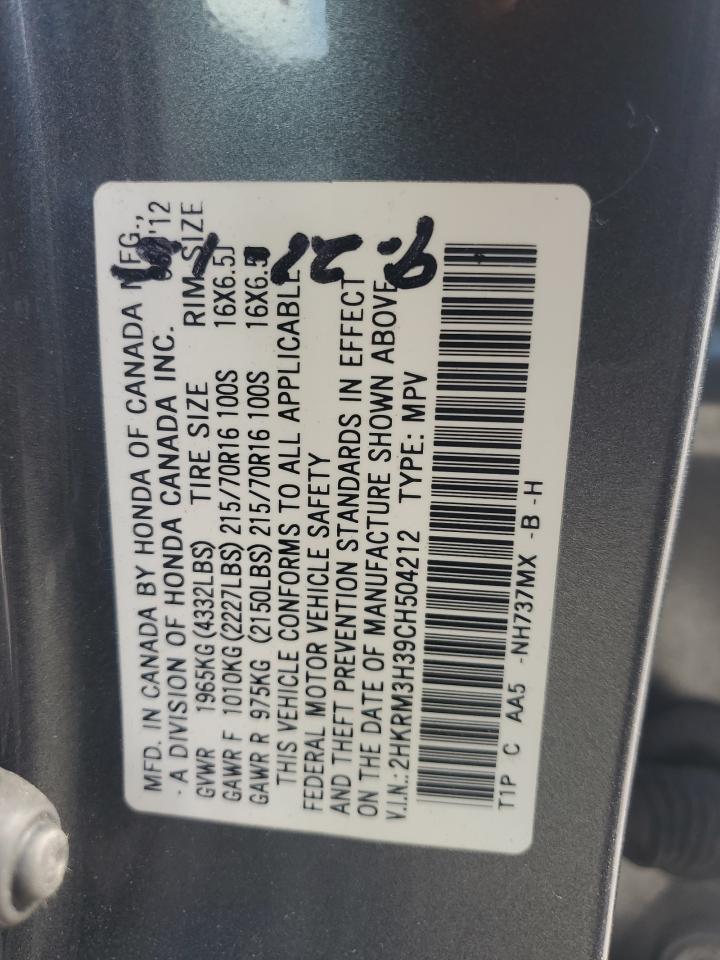 MFD. IN CANADA BY HONDA OF CANADA MFG.,
- A DIVISION OF HONDA CANADA INC. '12
GVWR 1965KG (4332LBS) TIRE SIZE RIM SIZE
GAWR F 1010KG (2227LBS) 215/70R16 100S 16X6.5J
GAWR R 975KG (2150LBS) 215/70R16 100S 16X6.5
THIS VEHICLE CONFORMS TO ALL APPLICABLE
FEDERAL MOTOR VEHICLE SAFETY
AND THEFT PREVENTION STANDARDS IN EFFECT
ON THE DATE OF MANUFACTURE SHOWN ABOVE
V.I.N.: 2HKRM3H39CH504212 TYPE: MPV
T1P C AA5 -NH737MX -B -H